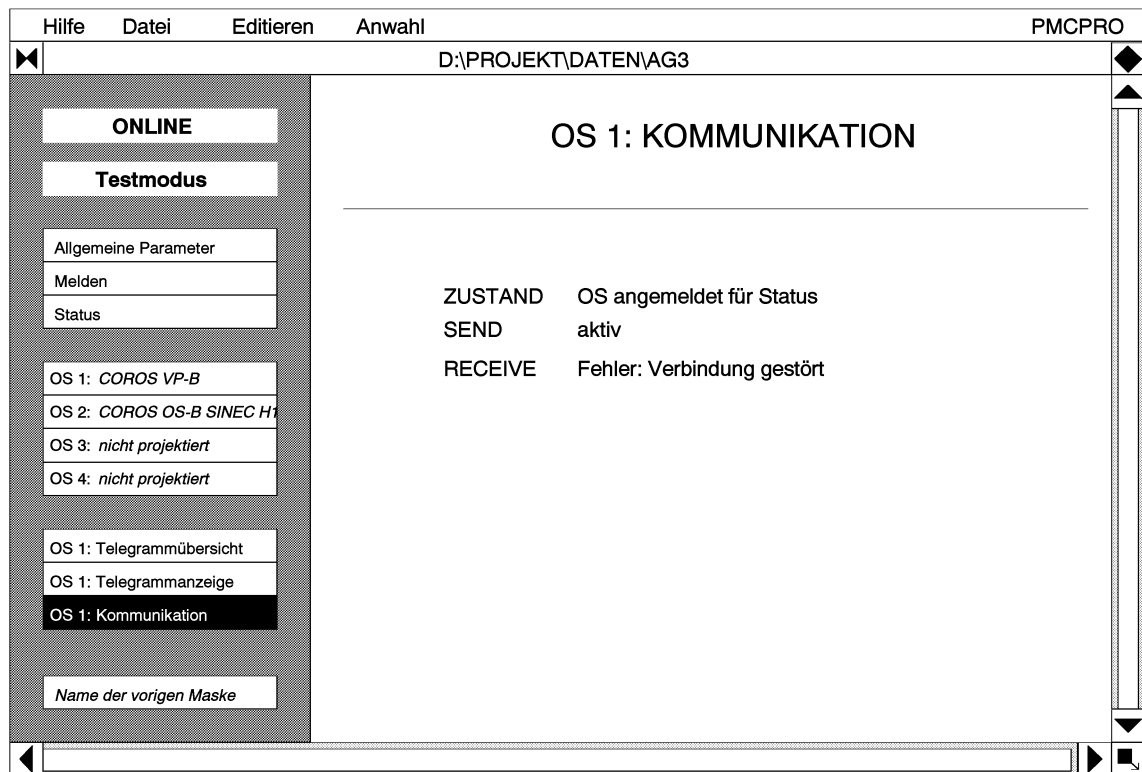 Hilfe Datei Editieren Anwahl PMCPRO
D:\PROJEKT\DATEN\AG3
ONLINE
Testmodus
Allgemeine Parameter
Melden
Status
OS 1: COROS VP-B
OS 2: COROS OS-B SINEC H1
OS 3: nicht projektiert
OS 4: nicht projektiert
OS 1: Telegrammübersicht
OS 1: Telegrammanzeige
OS 1: Kommunikation
Name der vorigen Maske
OS 1: KOMMUNIKATION
ZUSTAND OS angemeldet für Status
SEND aktiv
RECEIVE Fehler: Verbindung gestört